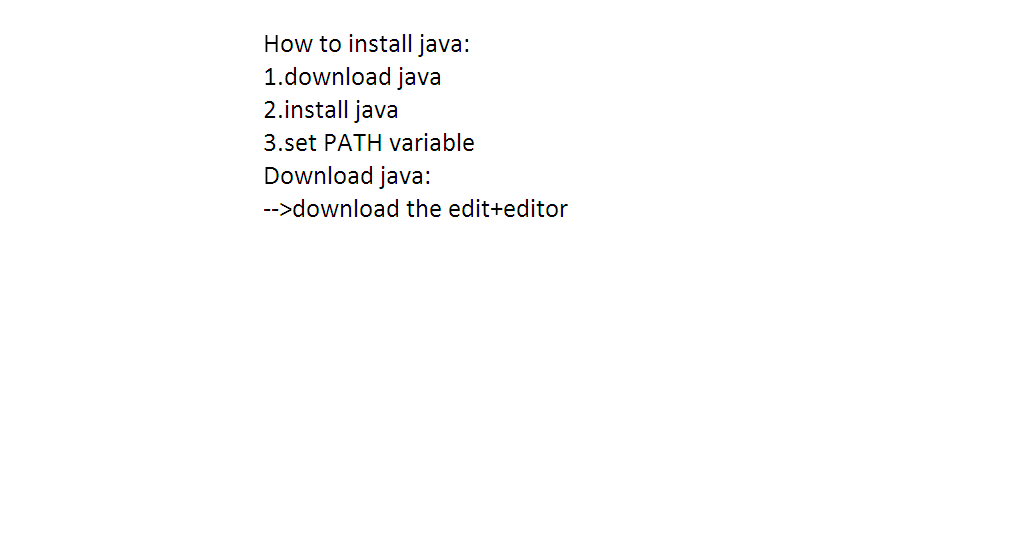 How to install java:
1.download java
2.install java
3.set PATH variable
Download java:
-->download the edit+editor